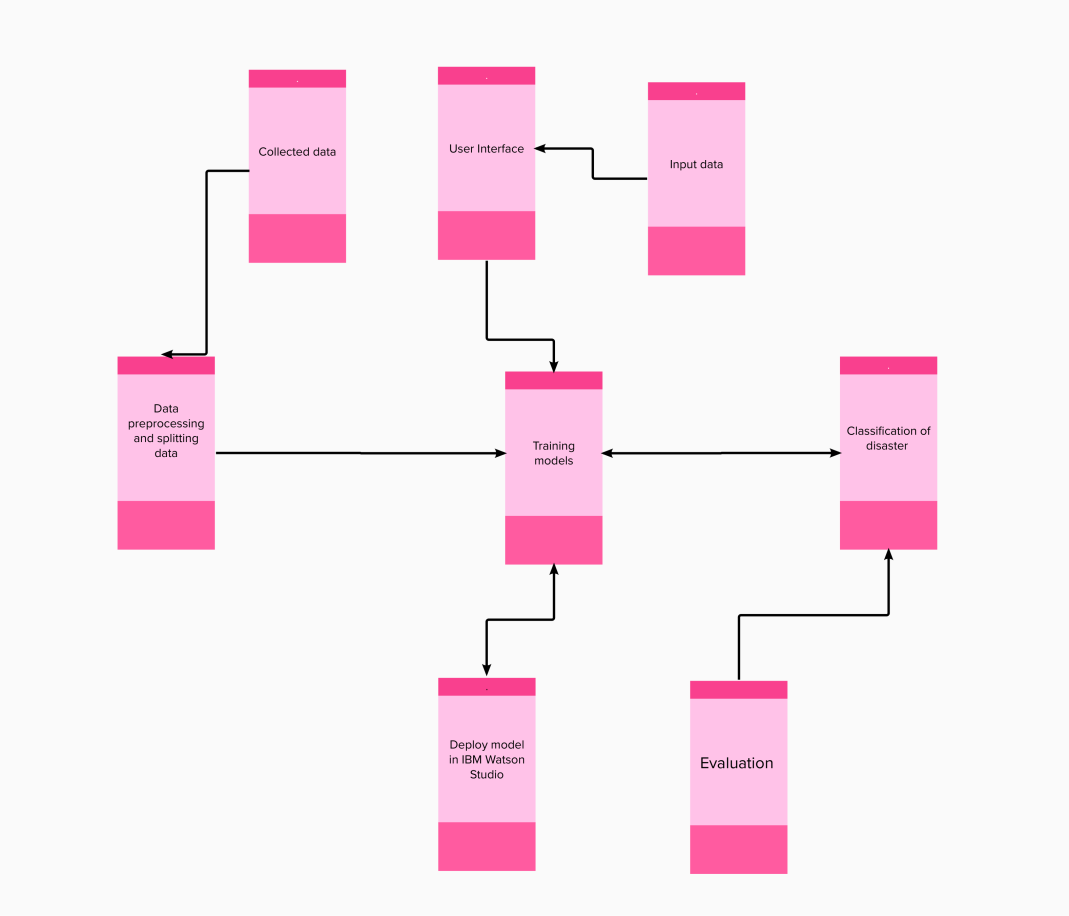 Collected data
User Interface
Input data
Data
preprocessing
and splitting
data
Training
models
Classification of
disaster
Deploy model
in IBM Watson
Studio
Evaluation